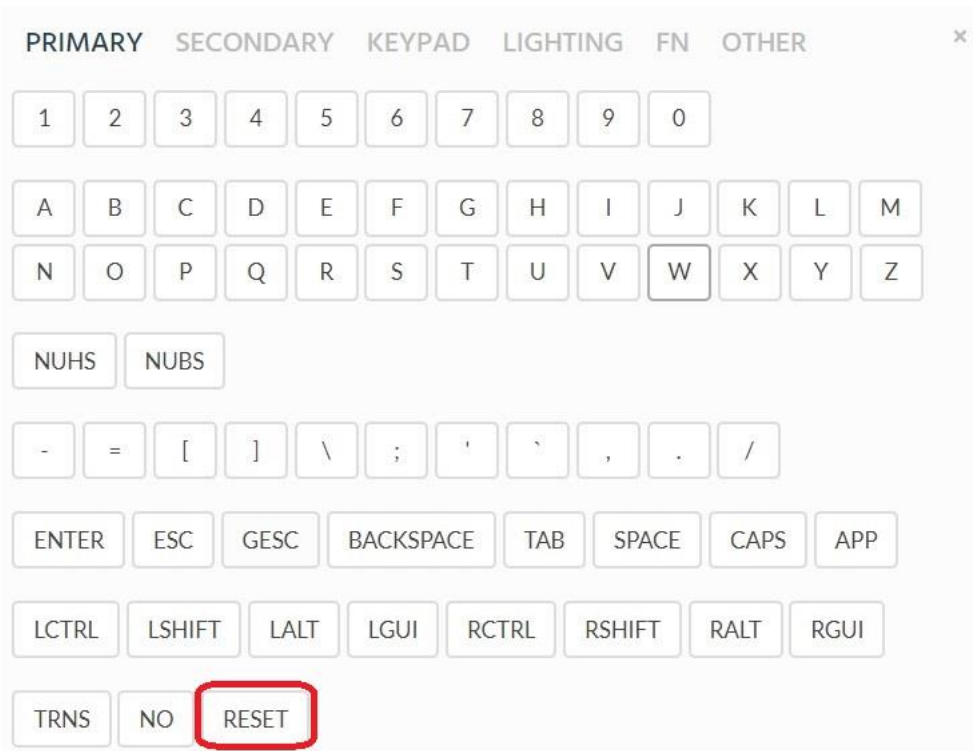 PRIMARY SECONDARY KEYPAD LIGHTING FN OTHER ×
1 2 3 4 5 6 7 8 9 0
A B C D E F G H I J K L M
N O P Q R S T U V W X Y Z
NUHS NUBS
- = [ ] \ ; ' ` , . /
ENTER ESC GESC BACKSPACE TAB SPACE CAPS APP
LCTRL LSHIFT LALT LGUI RCTRL RSHIFT RALT RGUI
TRNS NO RESET